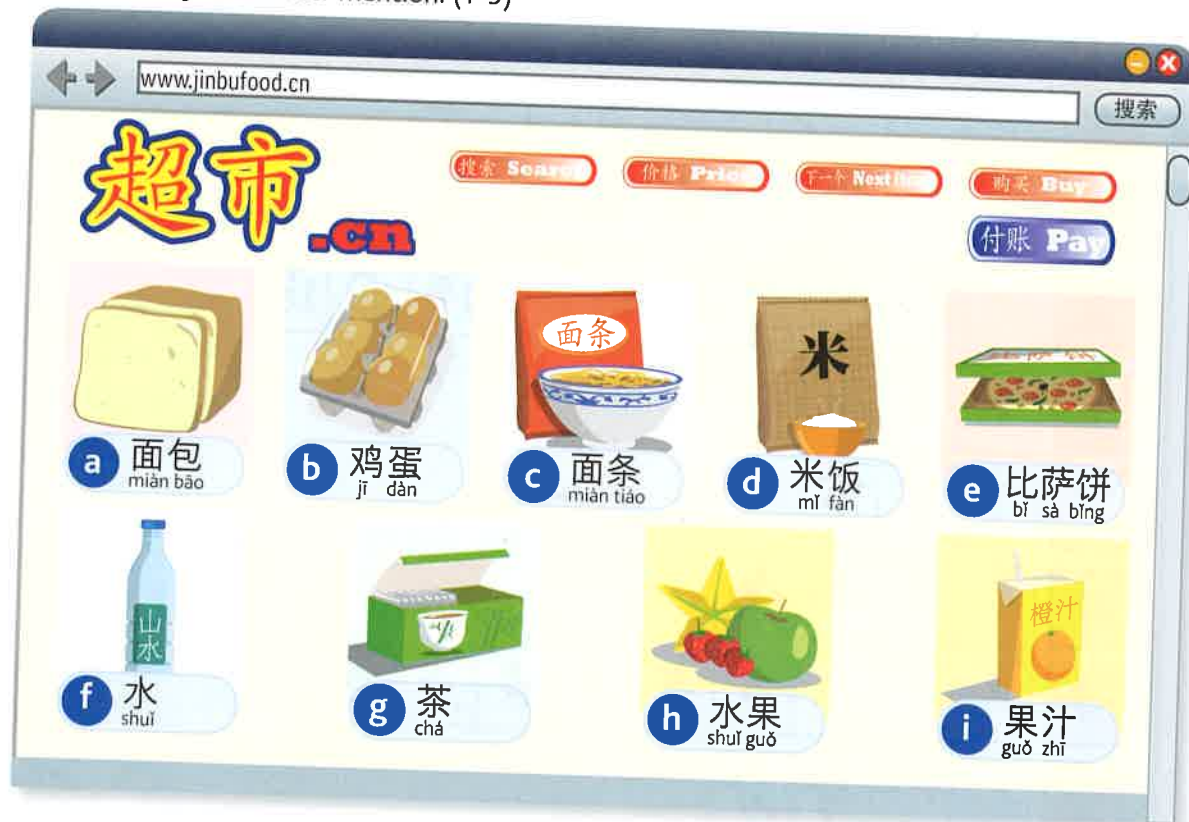 mention.
www.jinbufood.cn
搜索
超市.cn
搜索 Search
价格 Price
下一个 Next
购买 Buy
付账 Pay
面条
米
a 面包
miàn bāo
b 鸡蛋
jī dàn
c 面条
miàn tiáo
d 米饭
mǐ fàn
e 比萨饼
bǐ sà bǐng
山水
橙汁
f 水
shuǐ
g 茶
chá
h 水果
shuǐ guǒ
i 果汁
guǒ zhī